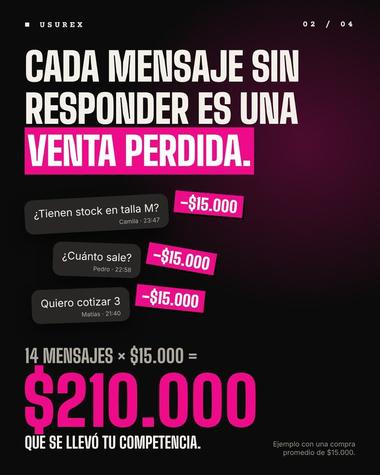 USUREX
02 / 04
CADA MENSAJE SIN
RESPONDER ES UNA
VENTA PERDIDA.
¿Tienen stock en talla M?
Camila · 23:47
–$15.000
¿Cuánto sale?
Pedro · 22:58
–$15.000
Quiero cotizar 3
Matías · 21:40
–$15.000
14 MENSAJES × $15.000 =
$210.000
QUE SE LLEVÓ TU COMPETENCIA.
Ejemplo con una compra
promedio de $15.000.